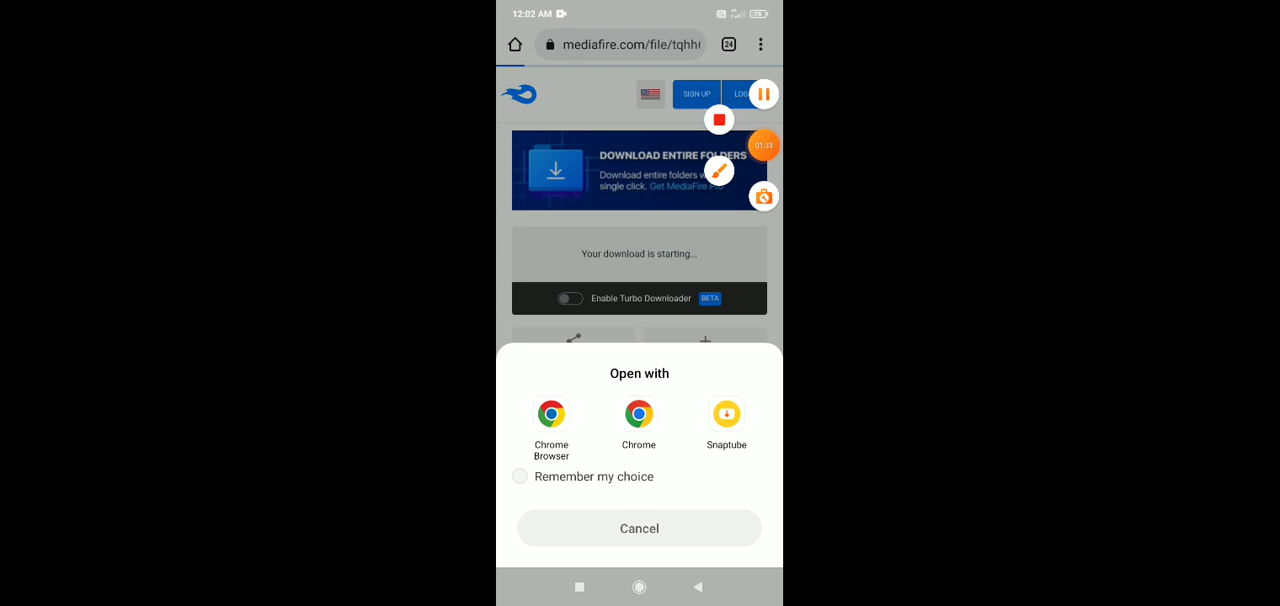 12:02 AM
mediafire.com/file/tqhh
24
SIGN UP
01:33
DOWNLOAD ENTIRE FOLDERS
Download entire folders
single click. Get MediaFire
Your download is starting...
Enable Turbo Downloader BETA
Open with
Chrome Browser
Chrome
Snaptube
Remember my choice
Cancel